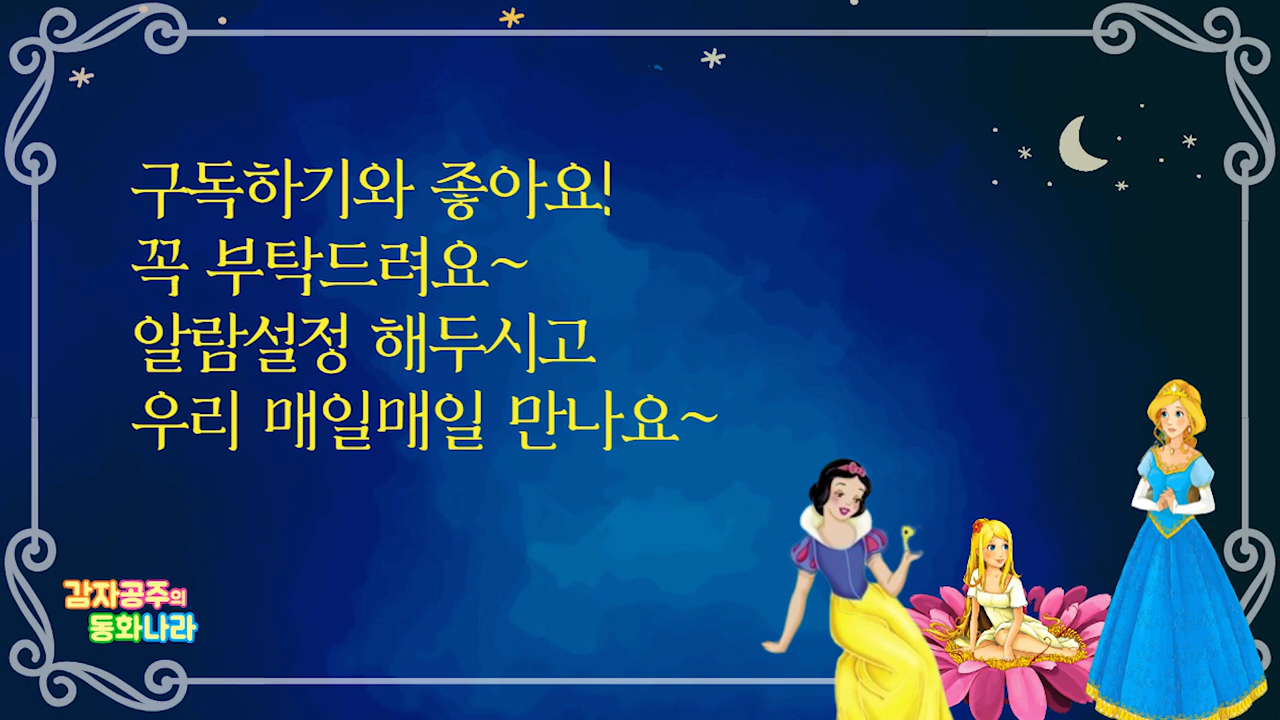 구독하기와 좋아요!
꼭 부탁드려요~
알람설정 해두시고
우리 매일매일 만나요~
감자공주의
동화나라